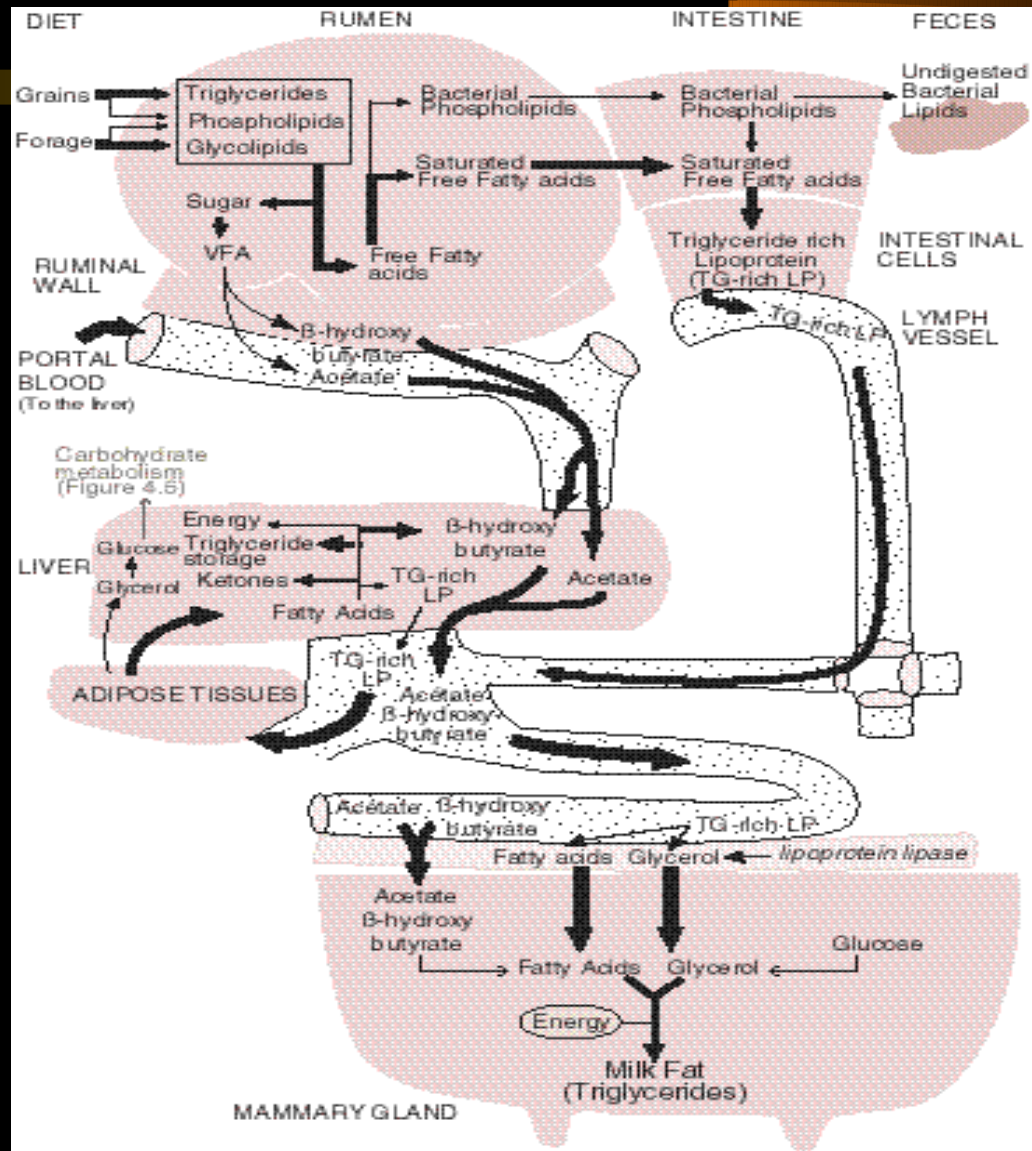 DIET
RUMEN
INTESTINE
FECES
Grains
Forage
Triglycerides
Phospholipids
Glycolipids
Bacterial
Phospholipids
Bacterial
Phospholipids
Undigested
Bacterial
Lipids
Saturated
Free Fatty acids
Saturated
Free Fatty acids
Sugar
VFA
Free Fatty
acids
RUMINAL
WALL
Triglyceride rich
Lipoprotein
(TG-rich LP)
INTESTINAL
CELLS
TG-rich LP
LYMPH
VESSEL
ß-hydroxy
butyrate
Acétate
PORTAL
BLOOD
(To the liver)
Carbohydrate
metabolism
(Figure 4.5)
LIVER
Energy
Glucose
Triglyceride
storage
Glycerol
Ketones
Fatty Acids
TG-rich
LP
ß-hydroxy
butyrate
Acetate
ADIPOSE TISSUES
TG-rich
LP
Acétate
ß-hydroxy
butyrate
Acétate
ß-hydroxy
butyrate
TG-rich LP
Fatty acids
Glycerol
lipoprotein lipase
Acetate
ß-hydroxy
butyrate
Glucose
Fatty Acids
Glycerol
Energy
Milk Fat
(Triglycerides)
MAMMARY GLAND